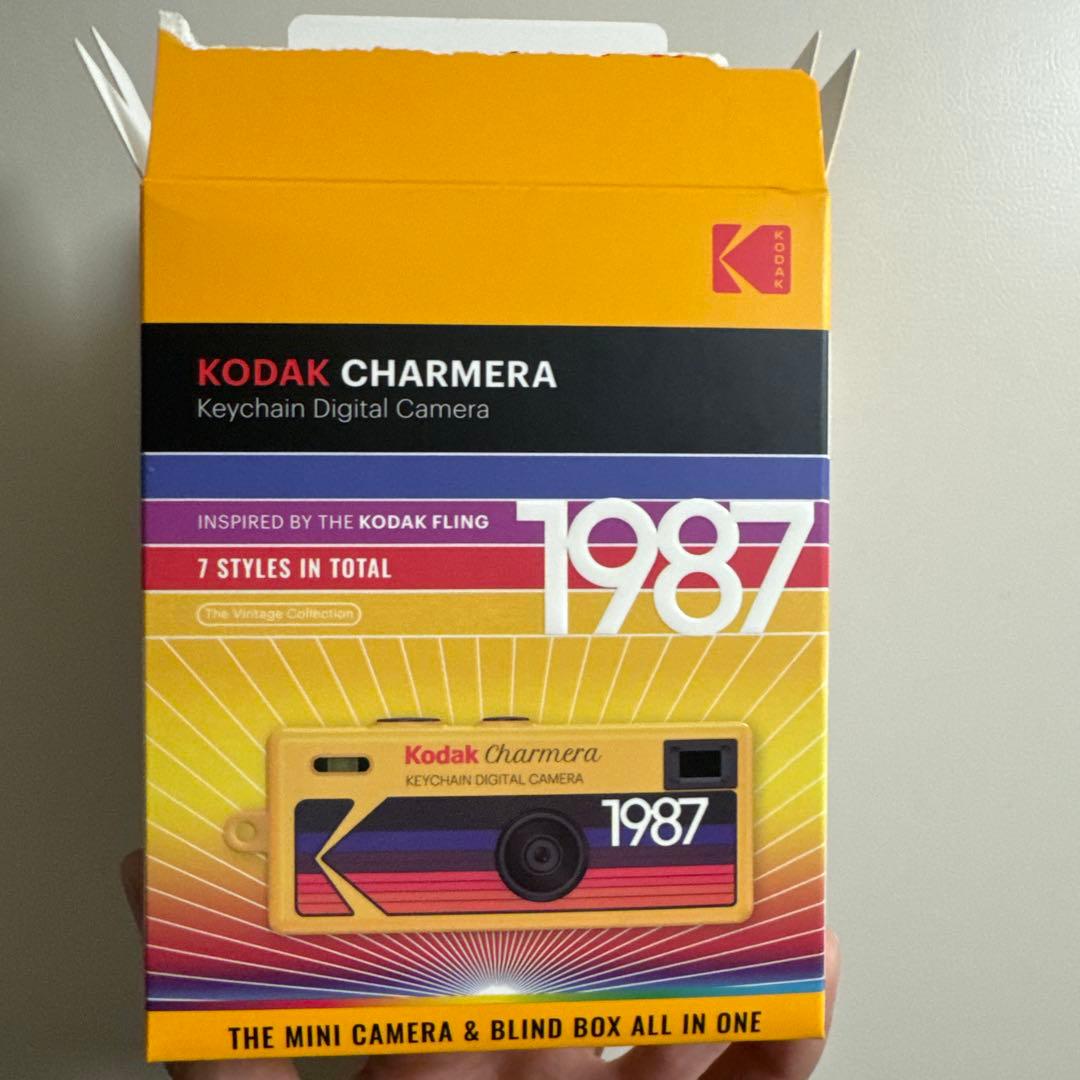 KODAK
KODAK CHARMERA
Keychain Digital Camera
INSPIRED BY THE KODAK FLING
1987
7 STYLES IN TOTAL
The Vintage Collection
Kodak Charmera
KEYCHAIN DIGITAL CAMERA
1987
THE MINI CAMERA & BLIND BOX ALL IN ONE